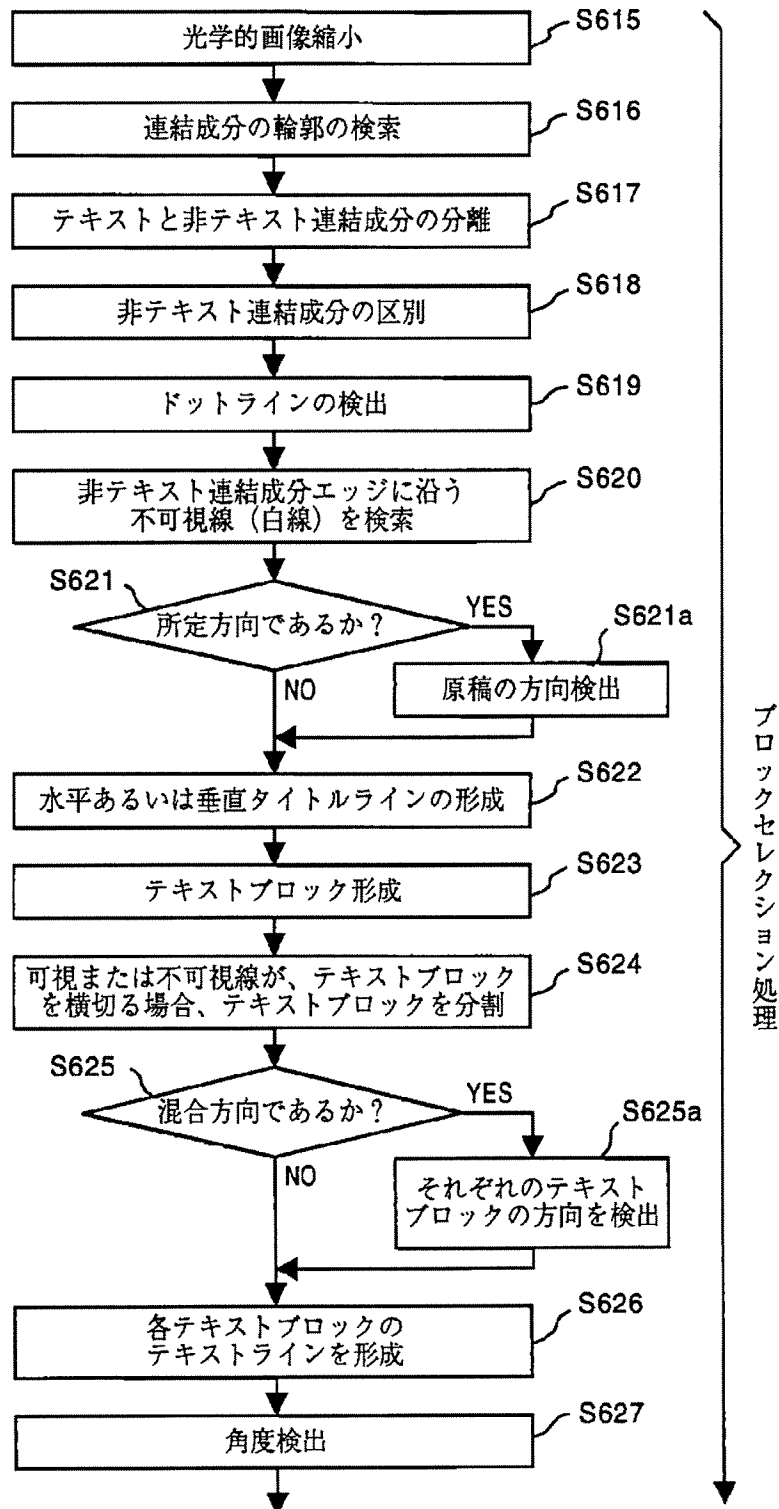 光学的画像縮小
S615
連結成分の輪郭の検索
S616
テキストと非テキスト連結成分の分離
S617
非テキスト連結成分の区別
S618
ドットラインの検出
S619
非テキスト連結成分エッジに沿う
不可視線（白線）を検索
S620
S621
所定方向であるか？
YES
S621a
原稿の方向検出
NO
水平あるいは垂直タイトルラインの形成
S622
テキストブロック形成
S623
可視または不可視線が、テキストブロック
を横切る場合、テキストブロックを分割
S624
S625
混合方向であるか？
YES
S625a
それぞれのテキスト
ブロックの方向を検出
NO
各テキストブロックの
テキストラインを形成
S626
角度検出
S627
ブロックセレクション処理